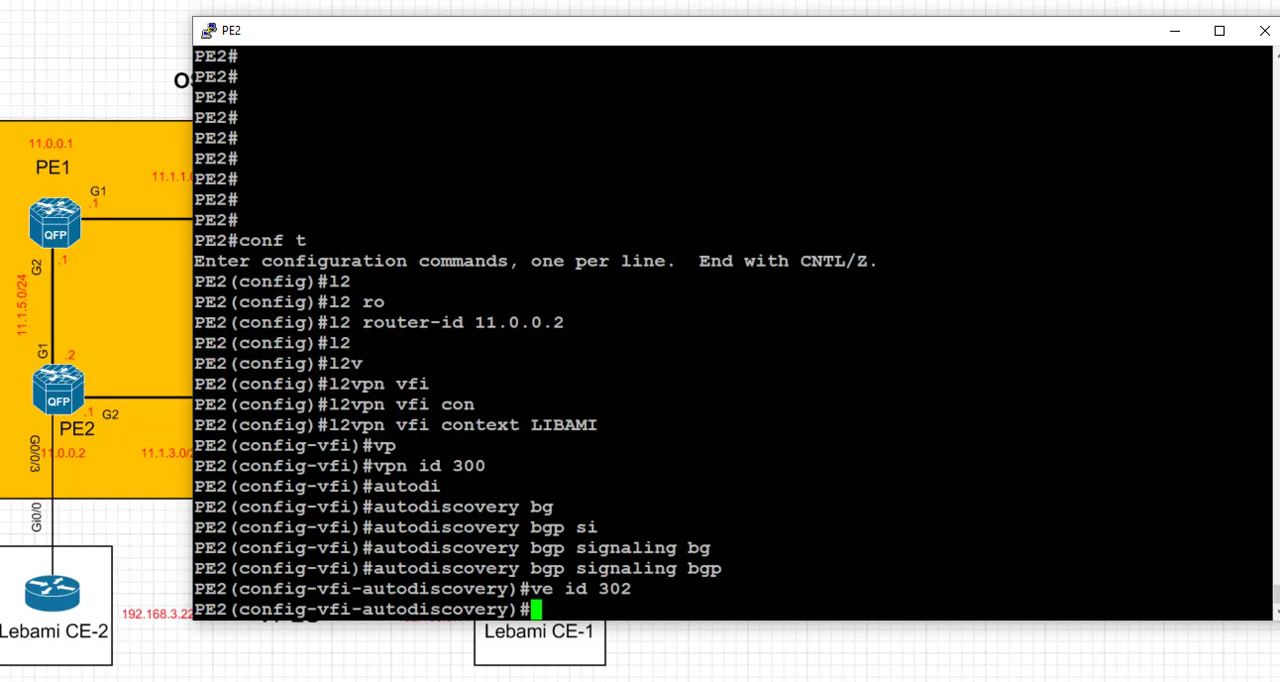 PE2
PE2#
PE2#
PE2#
PE2#
PE2#
PE2#
PE2#
PE2#
PE2#
PE2#conf t
Enter configuration commands, one per line.  End with CNTL/Z.
PE2(config)#l2
PE2(config)#l2 ro
PE2(config)#l2 router-id 11.0.0.2
PE2(config)#l2
PE2(config)#l2v
PE2(config)#l2vpn vfi
PE2(config)#l2vpn vfi con
PE2(config)#l2vpn vfi context LIBAMI
PE2(config-vfi)#vp
PE2(config-vfi)#vpn id 300
PE2(config-vfi)#autodi
PE2(config-vfi)#autodiscovery bg
PE2(config-vfi)#autodiscovery bgp si
PE2(config-vfi)#autodiscovery bgp signaling bg
PE2(config-vfi)#autodiscovery bgp signaling bgp
PE2(config-vfi-autodiscovery)#ve id 302
PE2(config-vfi-autodiscovery)#
11.0.0.1
PE1
11.1.1.
G1
.1
QFP
G2
.1
11.1.5.0/24
G1
.2
QFP
.1
G2
PE2
11.0.0.2
11.1.3.0/
G0/0/3
Gi0/0
192.168.3.22
Lebami CE-2
Lebami CE-1